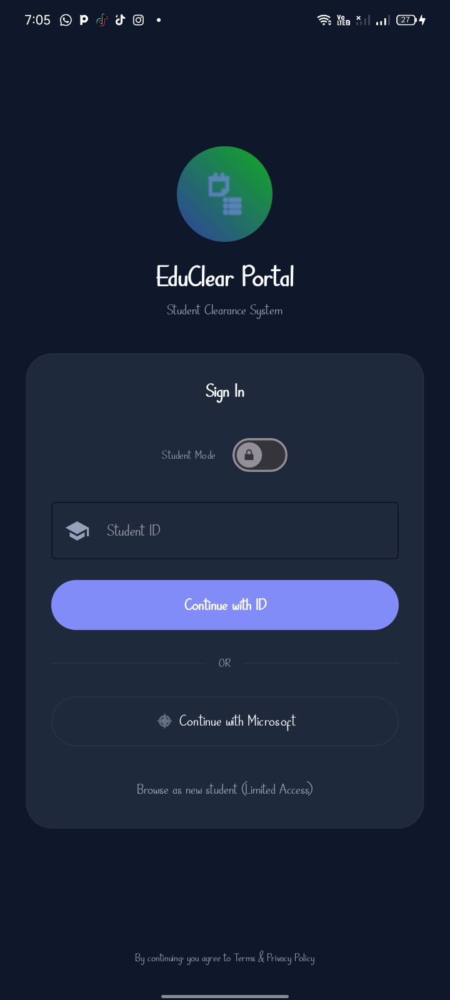 7:05
Vo
LTE2
27
EduClear Portal
Student Clearance System
Sign In
Student Mode
Student ID
Continue with ID
OR
Continue with Microsoft
Browse as new student (Limited Access)
By continuing, you agree to Terms & Privacy Policy